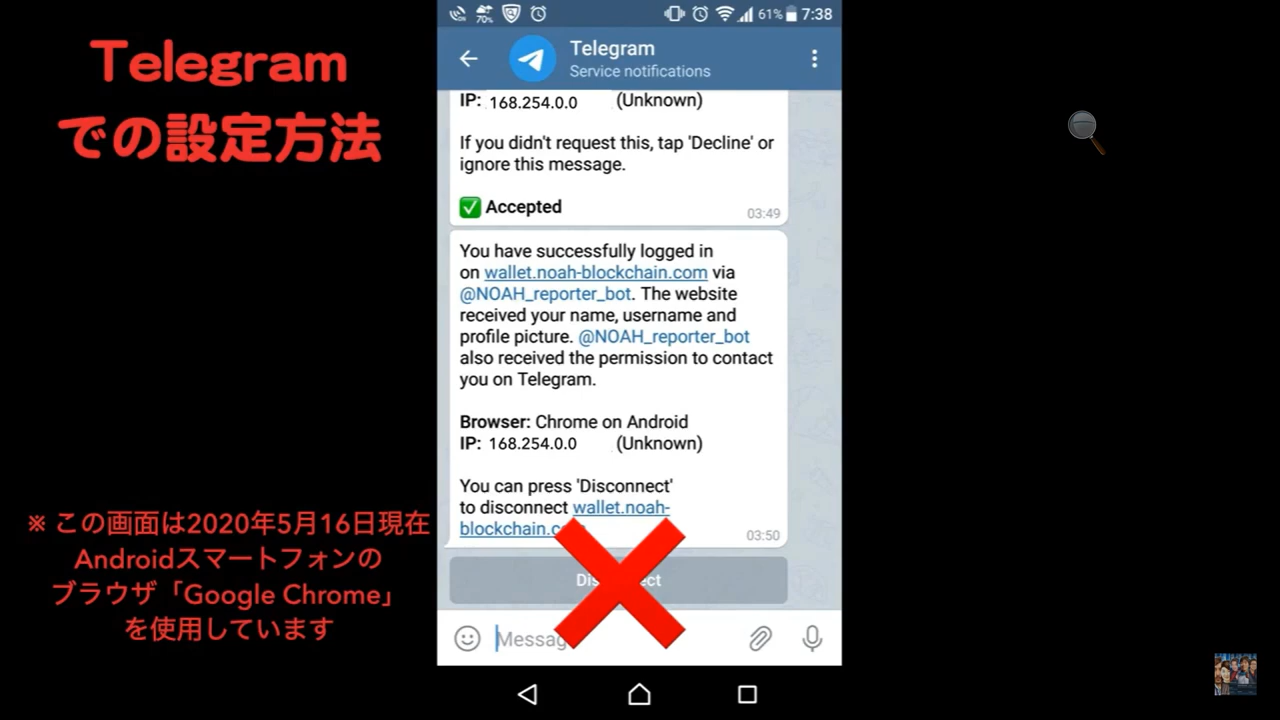 Telegram
での設定方法
※ この画面は2020年5月16日現在
Androidスマートフォンの
ブラウザ「Google Chrome」
を使用しています
70%
61% 7:38
Telegram
Service notifications
IP: 168.254.0.0 (Unknown)
If you didn't request this, tap 'Decline' or
ignore this message.
✅ Accepted
03:49
You have successfully logged in
on wallet.noah-blockchain.com via
@NOAH_reporter_bot. The website
received your name, username and
profile picture. @NOAH_reporter_bot
also received the permission to contact
you on Telegram.
Browser: Chrome on Android
IP: 168.254.0.0 (Unknown)
You can press 'Disconnect'
to disconnect wallet.noah-
blockchain.c
03:50